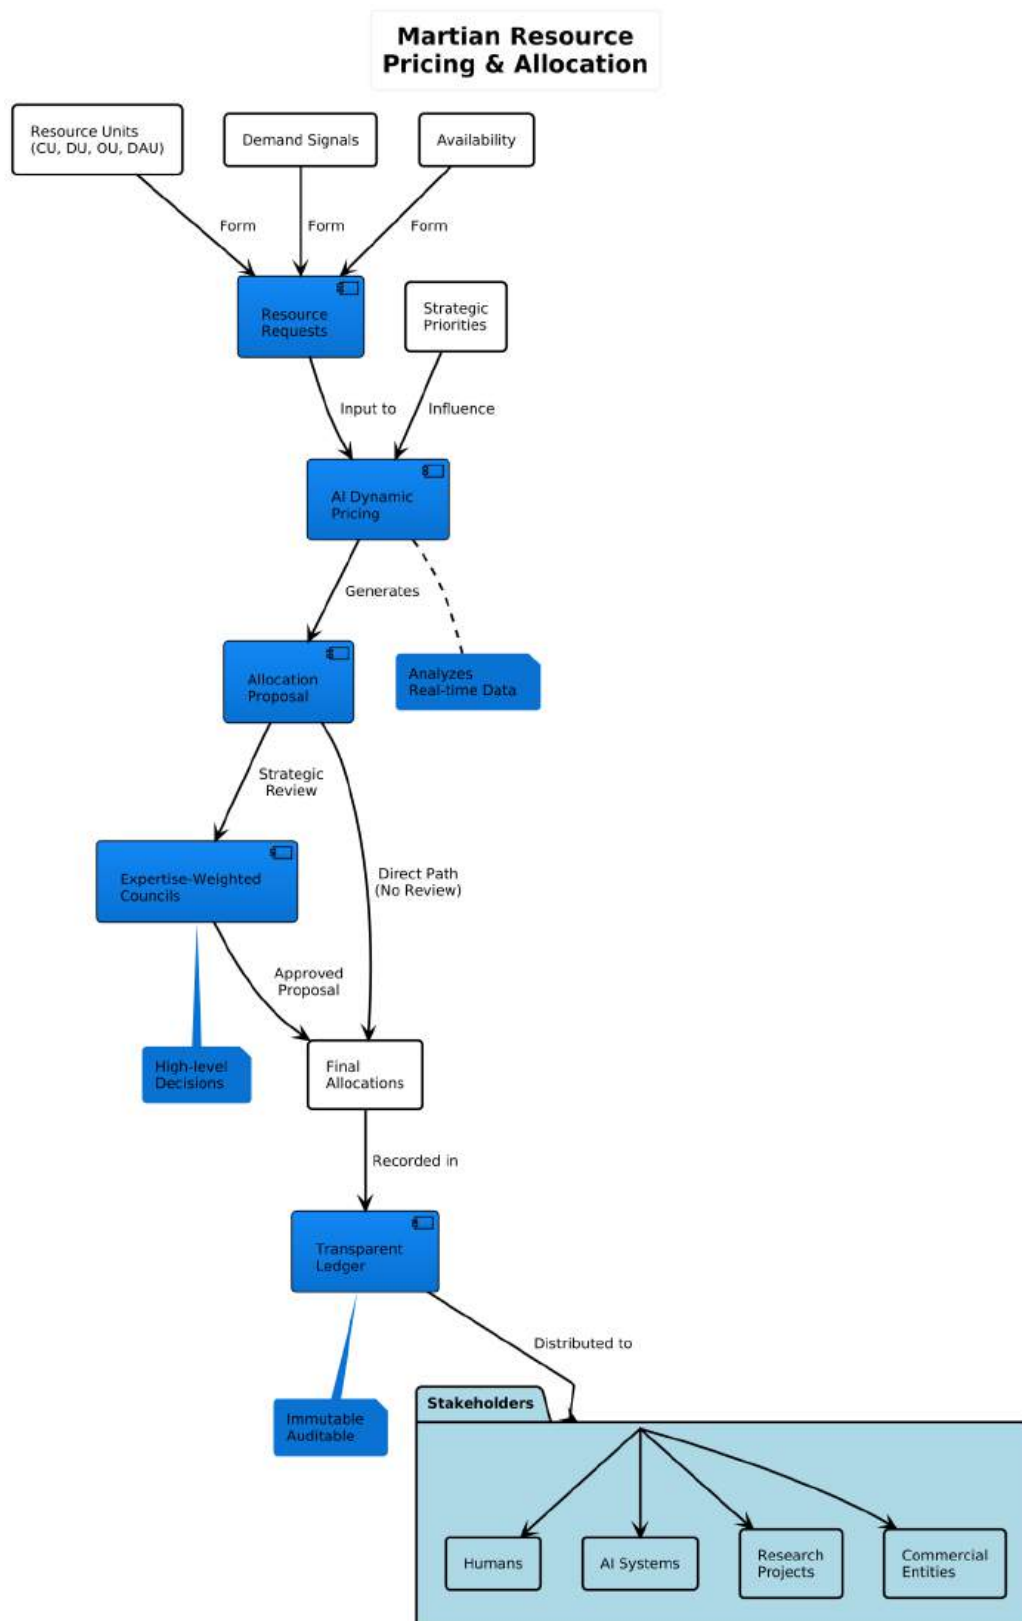 Martian Resource
Pricing & Allocation
Resource Units
(CU, DU, OU, DAU)
Demand Signals
Availability
Form
Form
Form
Resource
Requests
Strategic
Priorities
Input to
Influence
AI Dynamic
Pricing
Generates
Allocation
Proposal
Analyzes
Real-time Data
Strategic
Review
Expertise-Weighted
Councils
Direct Path
(No Review)
Approved
Proposal
High-level
Decisions
Final
Allocations
Recorded in
Transparent
Ledger
Distributed to
Immutable
Auditable
Stakeholders
Humans
AI Systems
Research
Projects
Commercial
Entities